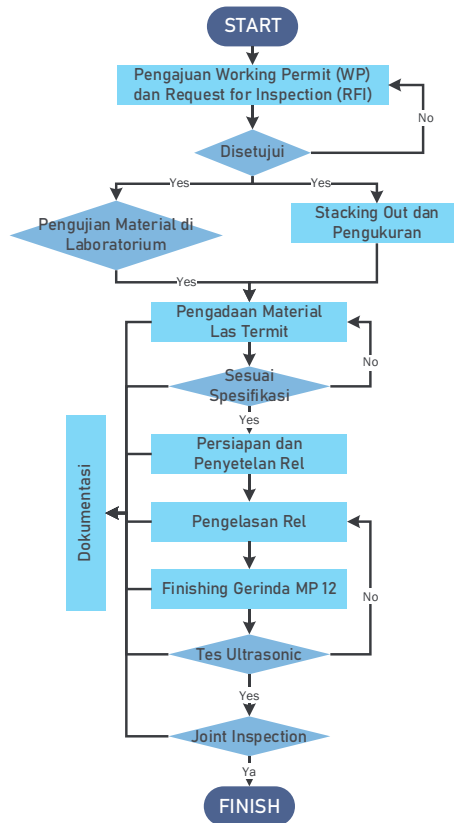 START
Pengajuan Working Permit (WP)
dan Request for Inspection (RFI)
No
Disetujui
Yes
Yes
Pengujian Material di
Laboratorium
Stacking Out dan
Pengukuran
Yes
Pengadaan Material
Las Termit
No
Sesuai
Spesifikasi
Yes
Persiapan dan
Penyetelan Rel
Dokumentasi
Pengelasan Rel
Finishing Gerinda MP 12
No
Tes Ultrasonic
Yes
Joint Inspection
Ya
FINISH